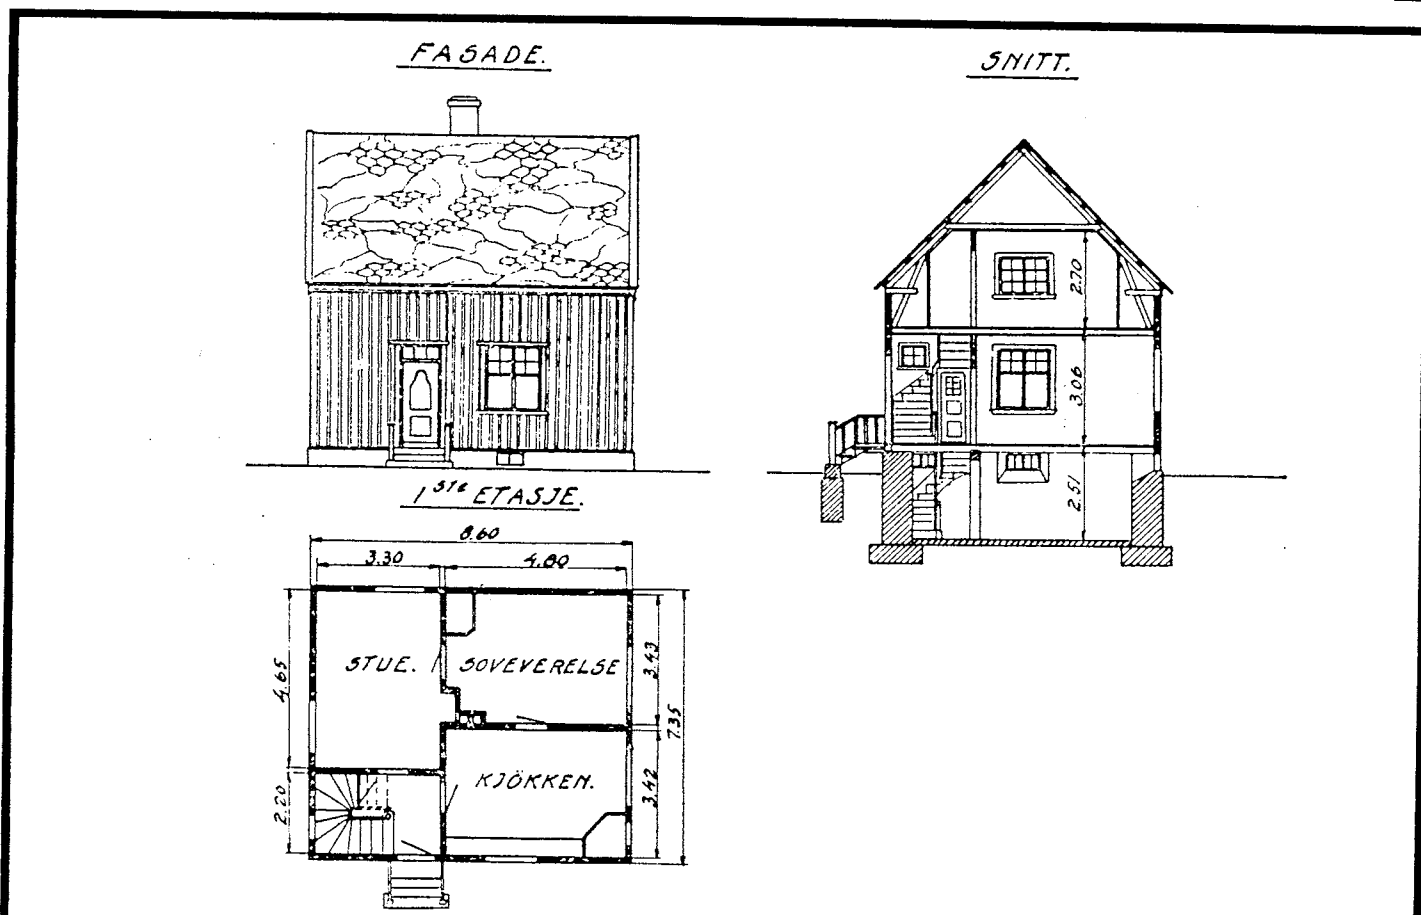 FASADE.
SNITT.
2.70
3.06
2.51
1STE ETASJE.
8.60
3.30 4.80
STUE. SOVEVERELSE
4.65
3.43
7.35
KJÖKKEN.
2.20
3.42